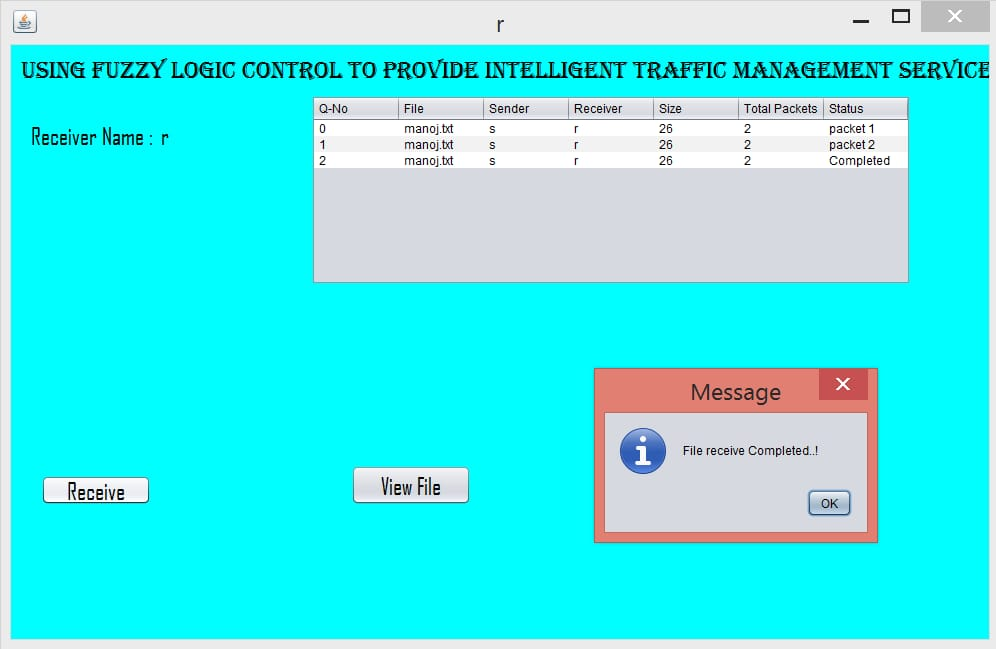 r
USING FUZZY LOGIC CONTROL TO PROVIDE INTELLIGENT TRAFFIC MANAGEMENT SERVICE
Receiver Name : r
Q-No File Sender Receiver Size Total Packets Status
0 manoj.txt s r 26 2 packet 1
1 manoj.txt s r 26 2 packet 2
2 manoj.txt s r 26 2 Completed
Message
File receive Completed..!
OK
Receive
View File